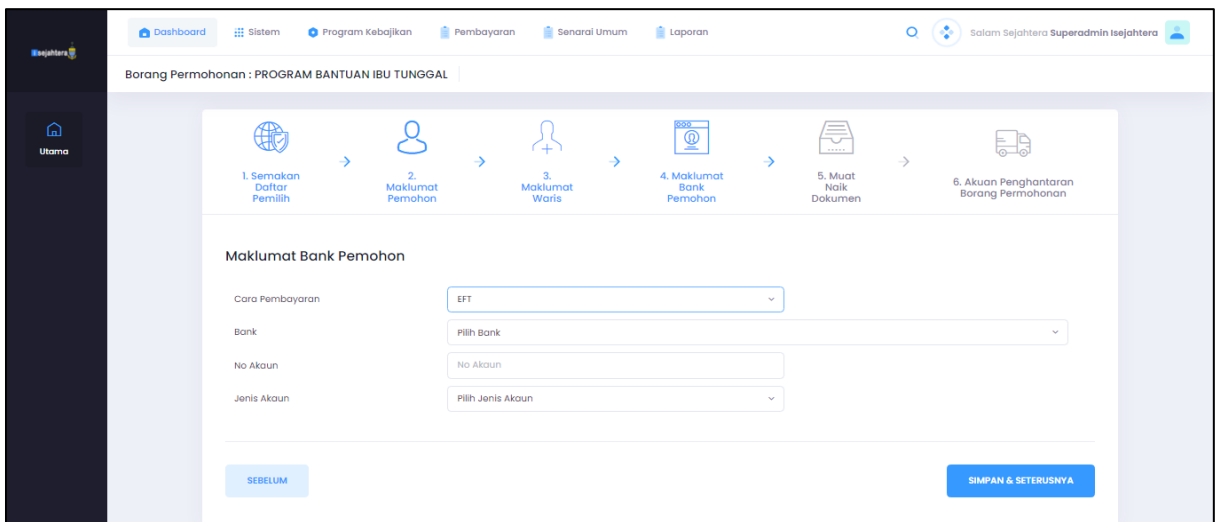 isejahtera
Dashboard Sistem Program Kebajikan Pembayaran Senarai Umum Laporan Salam Sejahtera Superadmin Isejahtera
Borang Permohonan : PROGRAM BANTUAN IBU TUNGGAL
Utama
1. Semakan
Daftar
Pemilih
2.
Maklumat
Pemohon
3.
Maklumat
Waris
4. Maklumat
Bank
Pemohon
5. Muat
Naik
Dokumen
6. Akuan Penghantaran
Borang Permohonan
Maklumat Bank Pemohon
Cara Pembayaran EFT
Bank Pilih Bank
No Akaun No Akaun
Jenis Akaun Pilih Jenis Akaun
SEBELUM SIMPAN & SETERUSNYA